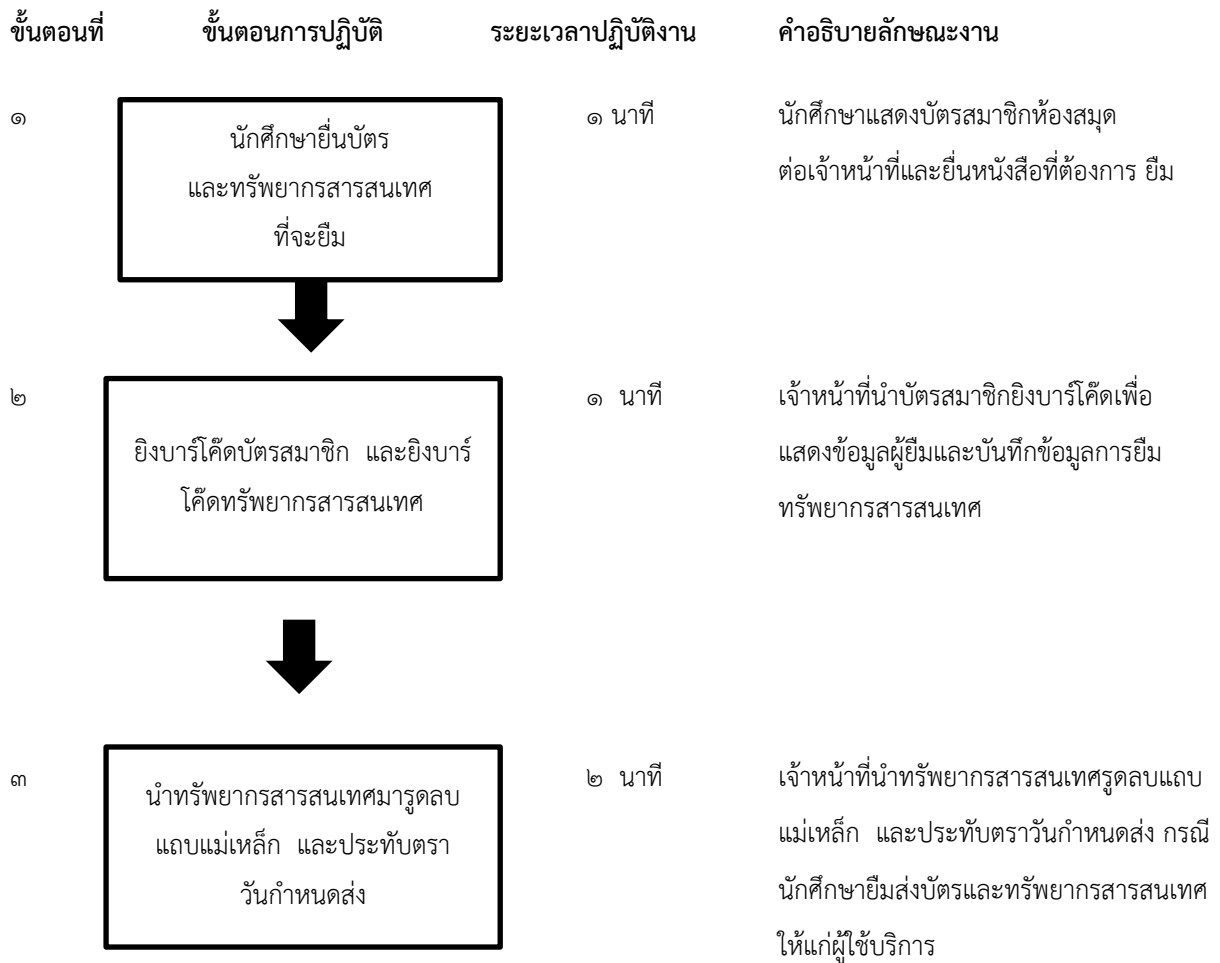 ขั้นตอนที่ ขั้นตอนการปฏิบัติ ระยะเวลาปฏิบัติงาน คำอธิบายลักษณะงาน
๑
นักศึกษายื่นบัตร
และทรัพยากรสารสนเทศ
ที่จะยืม
๑ นาที
นักศึกษาแสดงบัตรสมาชิกห้องสมุด
ต่อเจ้าหน้าที่และยื่นหนังสือที่ต้องการ ยืม
๒
ยิงบาร์โค๊ดบัตรสมาชิก และยิงบาร์
โค๊ดทรัพยากรสารสนเทศ
๑ นาที
เจ้าหน้าที่นำบัตรสมาชิกยิงบาร์โค๊ดเพื่อ
แสดงข้อมูลผู้ยืมและบันทึกข้อมูลการยืม
ทรัพยากรสารสนเทศ
๓
นำทรัพยากรสารสนเทศมารูดลบ
แถบแม่เหล็ก และประทับตรา
วันกำหนดส่ง
๒ นาที
เจ้าหน้าที่นำทรัพยากรสารสนเทศรูดลบแถบ
แม่เหล็ก และประทับตราวันกำหนดส่ง กรณี
นักศึกษายืมส่งบัตรและทรัพยากรสารสนเทศ
ให้แก่ผู้ใช้บริการ